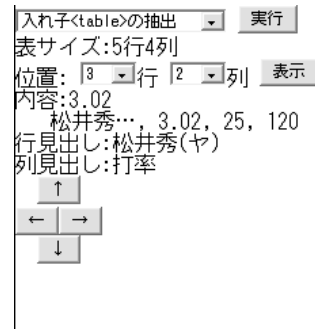 入れ子<table>の抽出 実行
表サイズ:5行4列
位置: 3 行 2 列 表示
内容:3.02
松井秀…, 3.02, 25, 120
行見出し:松井秀(ヤ)
列見出し:打率
↑
← →
↓